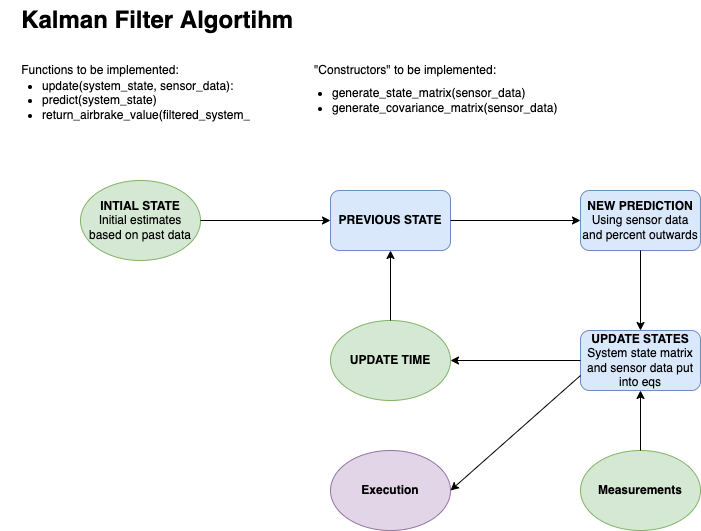 Kalman Filter Algortihm
Functions to be implemented:
• update(system_state, sensor_data):
• predict(system_state)
• return_airbrake_value(filtered_system_
"Constructors" to be implemented:
• generate_state_matrix(sensor_data)
• generate_covariance_matrix(sensor_data)
INTIAL STATE
Initial estimates
based on past data
PREVIOUS STATE
NEW PREDICTION
Using sensor data
and percent outwards
UPDATE TIME
UPDATE STATES
System state matrix
and sensor data put
into eqs
Execution
Measurements